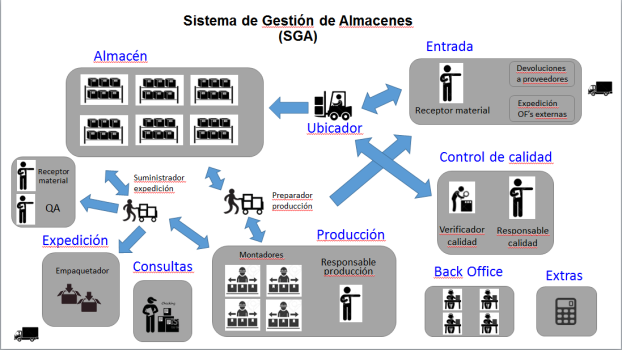 Sistema de Gestión de Almacenes
(SGA)
Almacén
Entrada
Devoluciones
a proveedores
Receptor material
Expedición
OF's externas
Ubicador
Control de calidad
Receptor
material
QA
Suministrador
expedición
Preparador
producción
Verificador
calidad
Responsable
calidad
Expedición
Empaquetador
Consultas
Producción
Montadores
Responsable
producción
Back Office
Extras